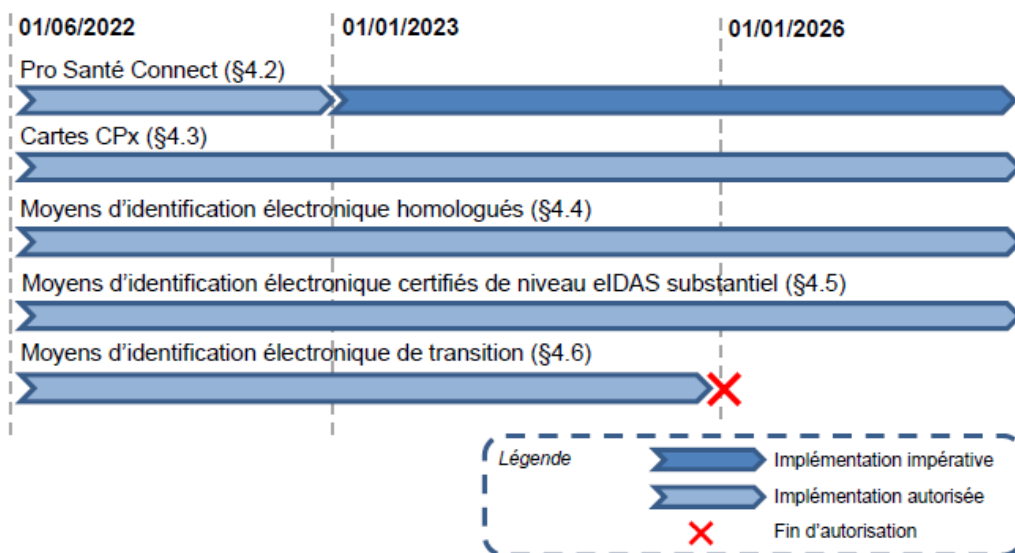 01/06/2022 01/01/2023 01/01/2026
Pro Santé Connect (§4.2)
Cartes CPx (§4.3)
Moyens d'identification électronique homologués (§4.4)
Moyens d'identification électronique certifiés de niveau eIDAS substantiel (§4.5)
Moyens d'identification électronique de transition (§4.6)
Légende
Implémentation impérative
Implémentation autorisée
Fin d'autorisation